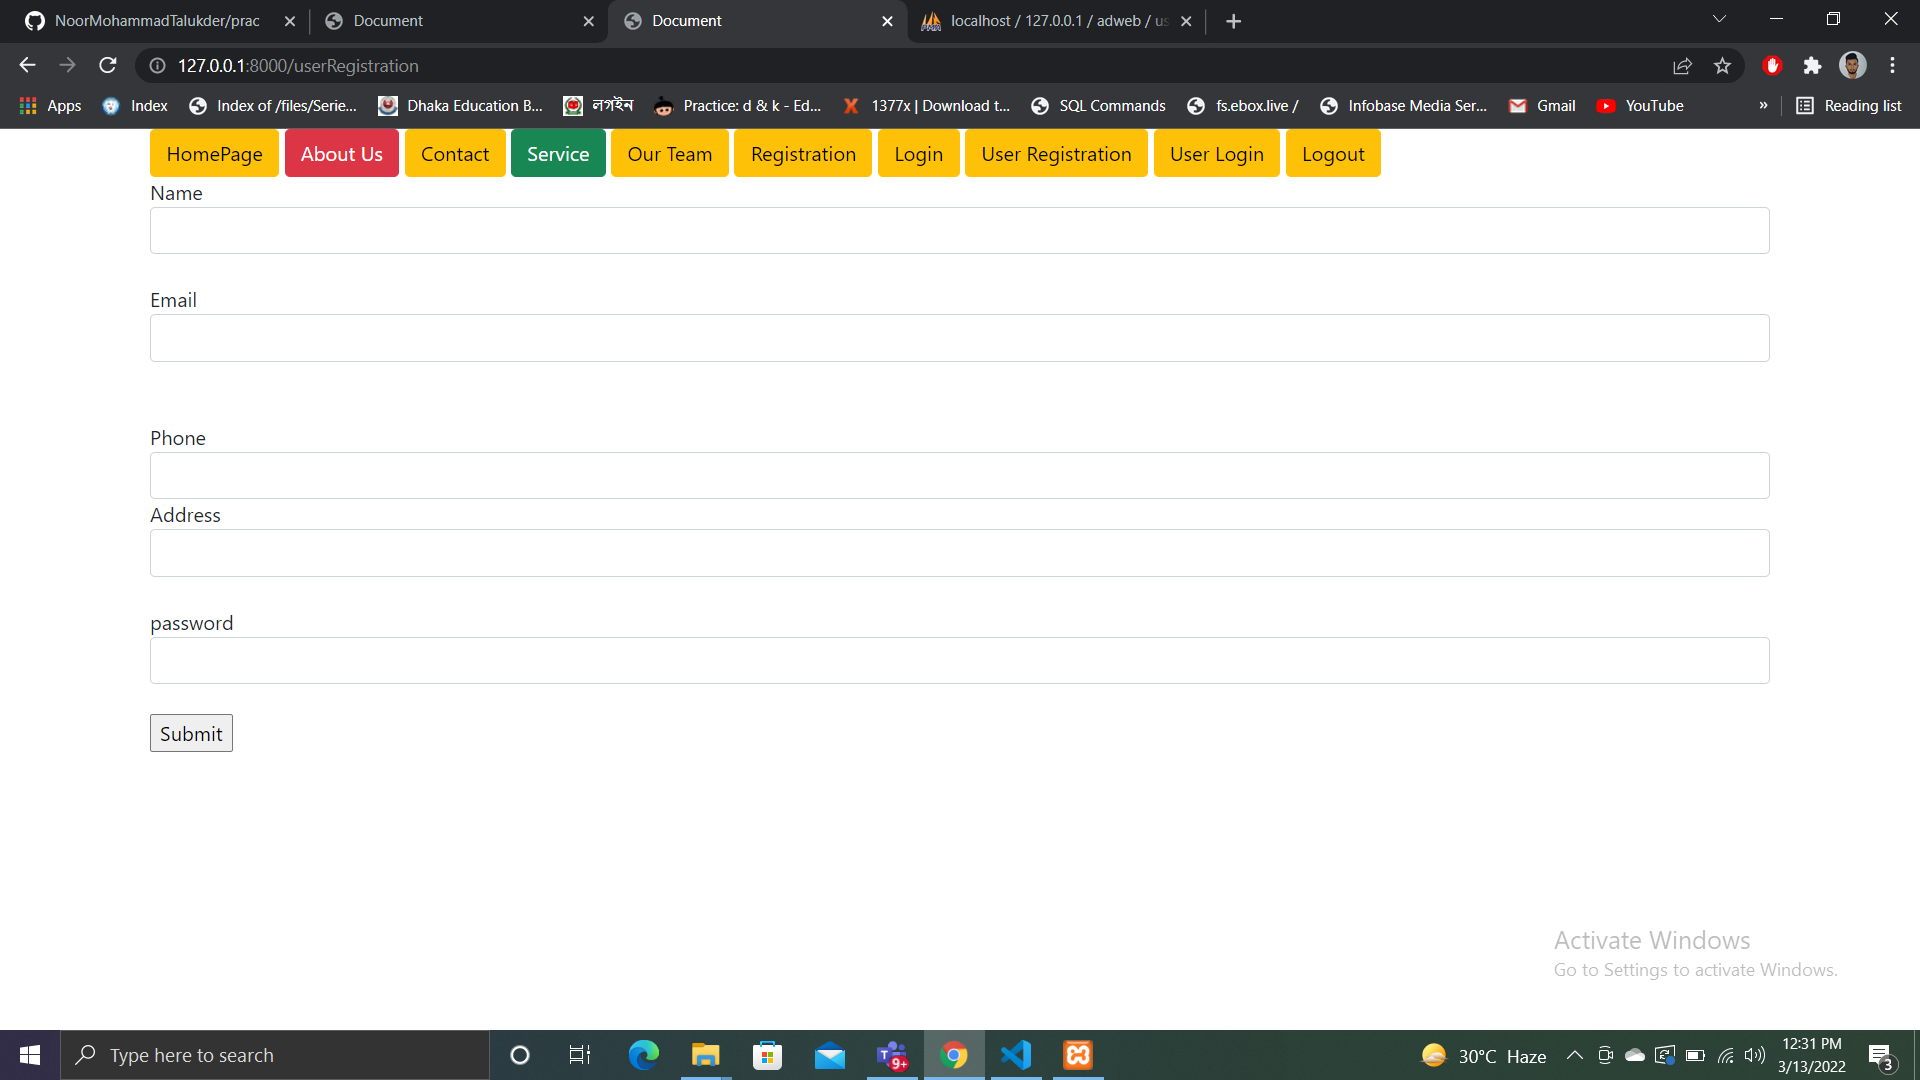 NoorMohammadTalukder/prac
Document
Document
localhost / 127.0.0.1 / adweb / us
127.0.0.1:8000/userRegistration
Apps
Index
Index of /files/Serie...
Dhaka Education B...
লগইন
Practice: d & k - Ed...
1377x | Download t...
SQL Commands
fs.ebox.live /
Infobase Media Ser...
Gmail
YouTube
»
Reading list
HomePage
About Us
Contact
Service
Our Team
Registration
Login
User Registration
User Login
Logout
Name
Email
Phone
Address
password
Submit
Activate Windows
Go to Settings to activate Windows.
Type here to search
9+
30°C Haze
12:31 PM
3/13/2022
3